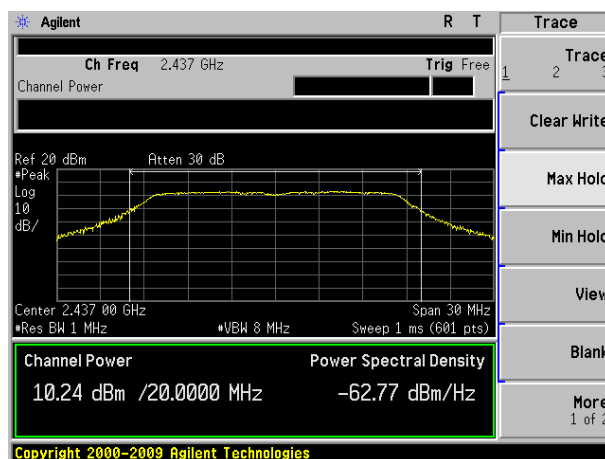 Agilent R T Trace
Ch Freq 2.437 GHz Trig Free
Channel Power
Trace
1 2 3
Clear Write
Max Hold
Min Hold
View
Blank
More
1 of 2
Ref 20 dBm Atten 30 dB
#Peak
Log
10
dB/
Center 2.437 00 GHz Span 30 MHz
#Res BW 1 MHz #VBW 8 MHz Sweep 1 ms (601 pts)
Channel Power Power Spectral Density
10.24 dBm /20.0000 MHz -62.77 dBm/Hz
Copyright 2000-2009 Agilent Technologies